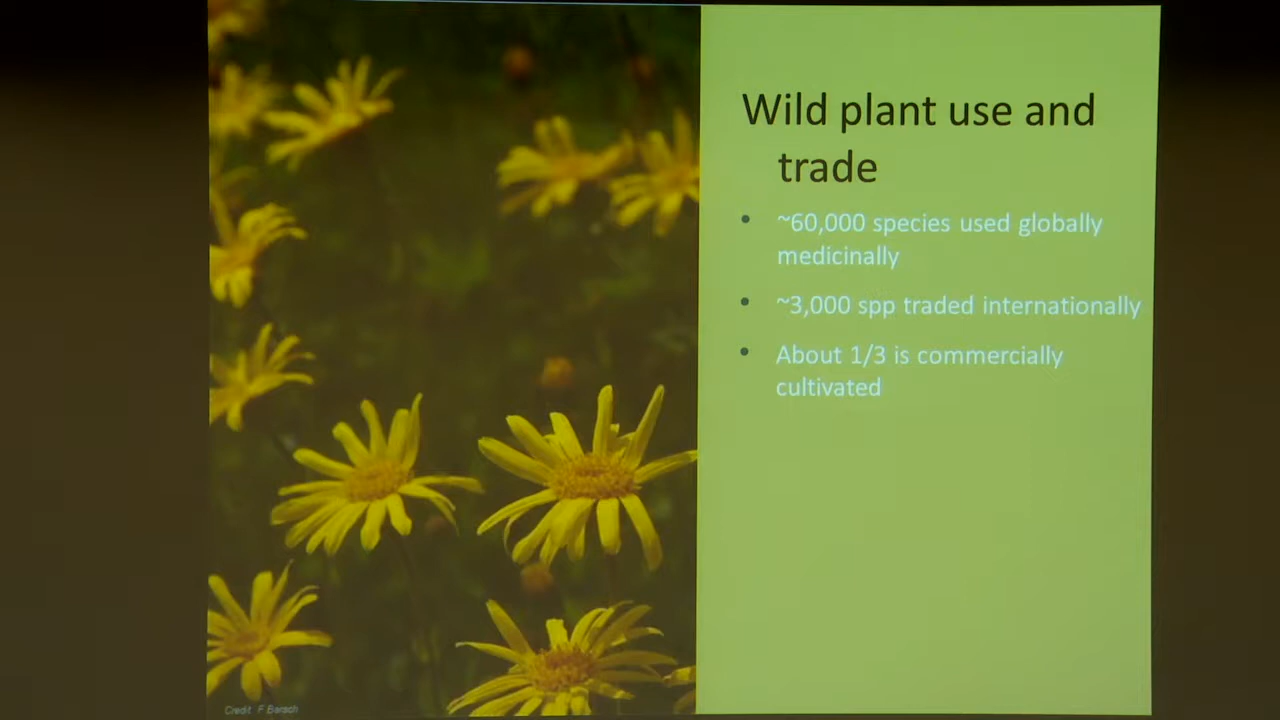 Wild plant use and
trade
• ~60,000 species used globally
medicinally
• ~3,000 spp traded internationally
• About 1/3 is commercially
cultivated
Credit F Barsch